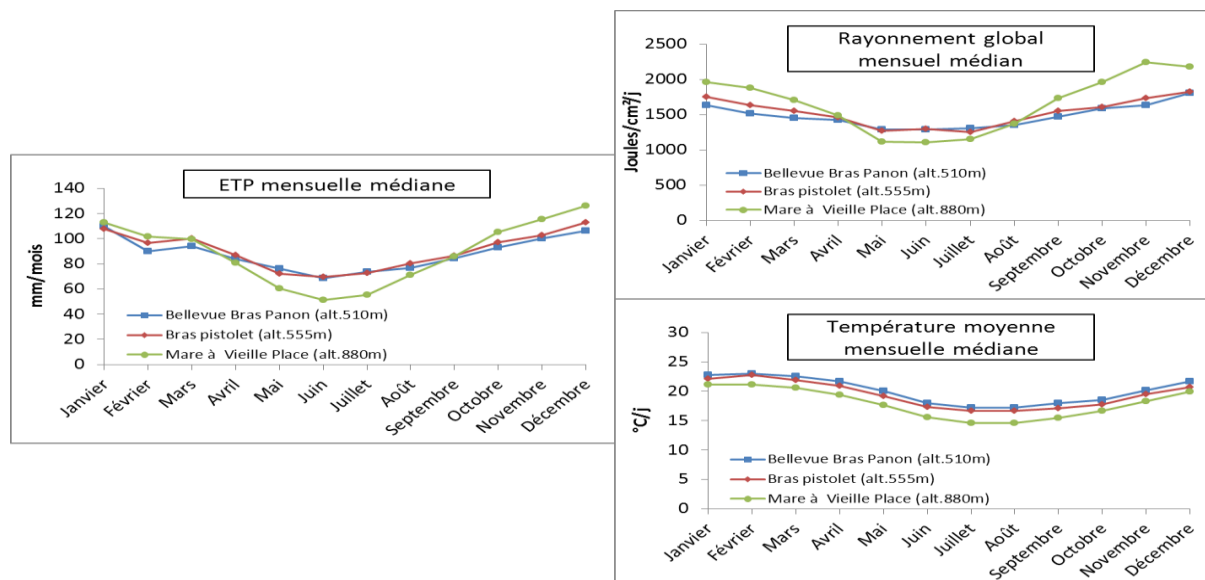 ETP mensuelle médiane
mm/mois
140
120
100
80
60
40
20
0
Bellevue Bras Panon (alt.510m)
Bras pistolet (alt.555m)
Mare à Vieille Place (alt.880m)
Janvier
Février
Mars
Avril
Mai
Juin
Juillet
Août
Septembre
Octobre
Novembre
Décembre
Rayonnement global
mensuel médian
Joules/cm²/j
2500
2000
1500
1000
500
0
Bellevue Bras Panon (alt.510m)
Bras pistolet (alt.555m)
Mare à Vieille Place (alt.880m)
Janvier
Février
Mars
Avril
Mai
Juin
Juillet
Août
Septembre
Octobre
Novembre
Décembre
Température moyenne
mensuelle médiane
°C/j
30
25
20
15
10
5
0
Bellevue Bras Panon (alt.510m)
Bras pistolet (alt.555m)
Mare à Vieille Place (alt.880m)
Janvier
Février
Mars
Avril
Mai
Juin
Juillet
Août
Septembre
Octobre
Novembre
Décembre